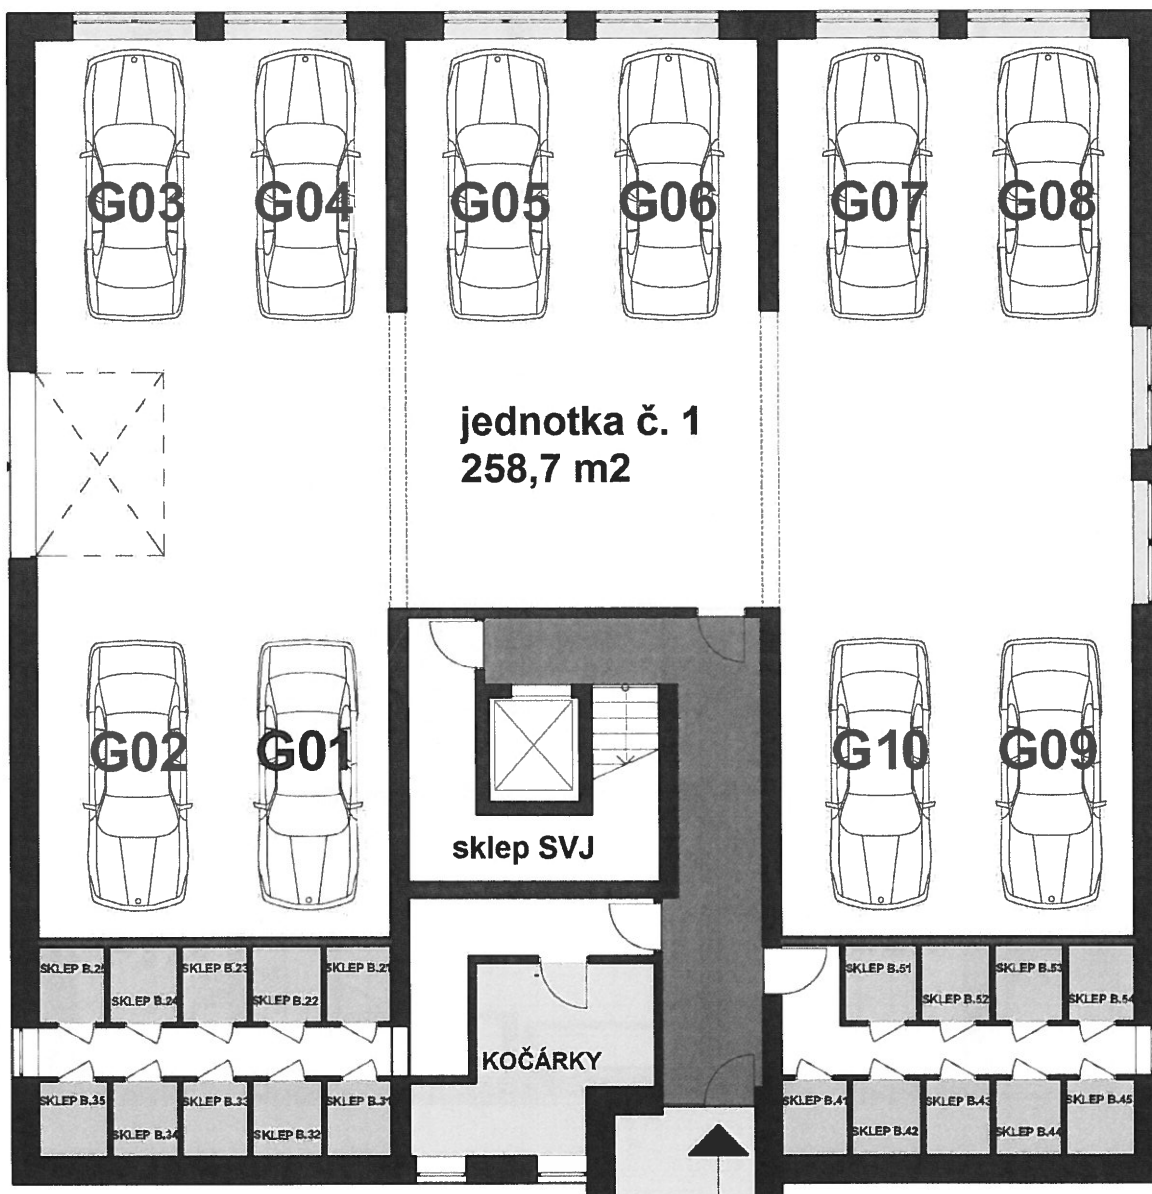 G03 G04 G05 G06 G07 G08
jednotka č. 1
258,7 m2
G02 G01 G10 G09
sklep SVJ
SKLEP B.25 SKLEP B.23 SKLEP B.21 SKLEP B.51 SKLEP B.53
SKLEP B.24 SKLEP B.22 SKLEP B.52 SKLEP B.54
KOČÁRKY
SKLEP B.35 SKLEP B.33 SKLEP B.31 SKLEP B.41 SKLEP B.43 SKLEP B.45
SKLEP B.34 SKLEP B.32 SKLEP B.42 SKLEP B.44